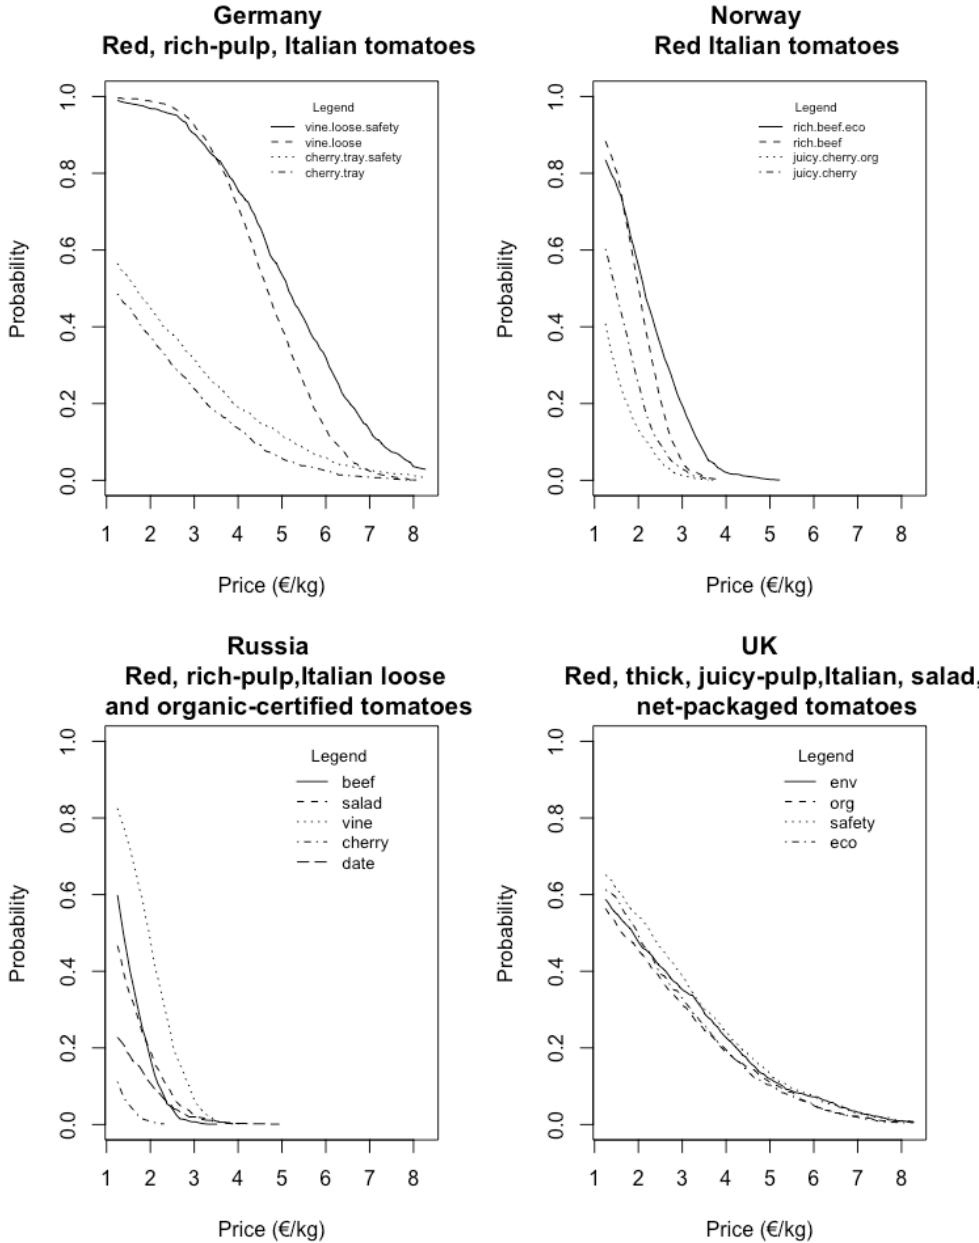 Germany
Red, rich-pulp, Italian tomatoes
Legend
vine.loose.safety
vine.loose
cherry.tray.safety
cherry.tray
Probability
0.0
0.2
0.4
0.6
0.8
1.0
1 2 3 4 5 6 7 8
Price (€/kg)
Norway
Red Italian tomatoes
Legend
rich.beef.eco
rich.beef
juicy.cherry.org
juicy.cherry
Probability
0.0
0.2
0.4
0.6
0.8
1.0
1 2 3 4 5 6 7 8
Price (€/kg)
Russia
Red, rich-pulp,Italian loose
and organic-certified tomatoes
Legend
beef
salad
vine
cherry
date
Probability
0.0
0.2
0.4
0.6
0.8
1.0
1 2 3 4 5 6 7 8
Price (€/kg)
UK
Red, thick, juicy-pulp,Italian, salad,
net-packaged tomatoes
Legend
env
org
safety
eco
Probability
0.0
0.2
0.4
0.6
0.8
1.0
1 2 3 4 5 6 7 8
Price (€/kg)